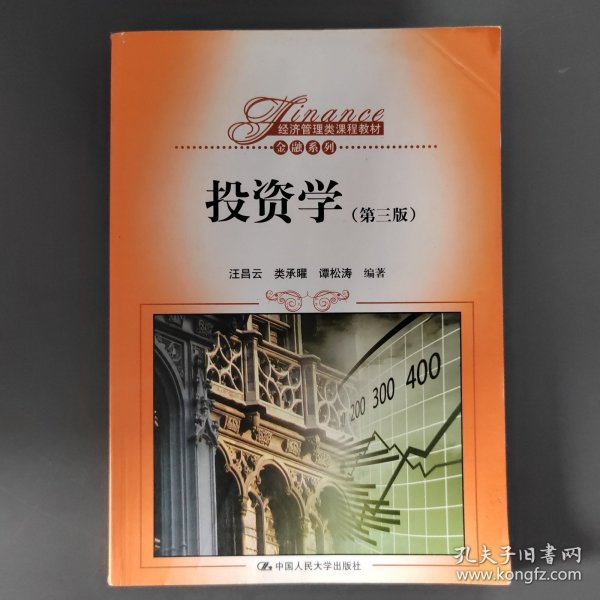 Finance
经济管理类课程教材
金融系列
投资学（第三版）
汪昌云 类承曜 谭松涛 编著
200 300 400
中国人民大学出版社
孔夫子旧书网
www.kongfz.com